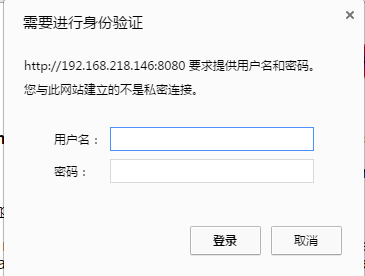 需要进行身份验证
http://192.168.218.146:8080 要求提供用户名和密码。
您与此网站建立的不是私密连接。
用户名：
密码：
登录 取消